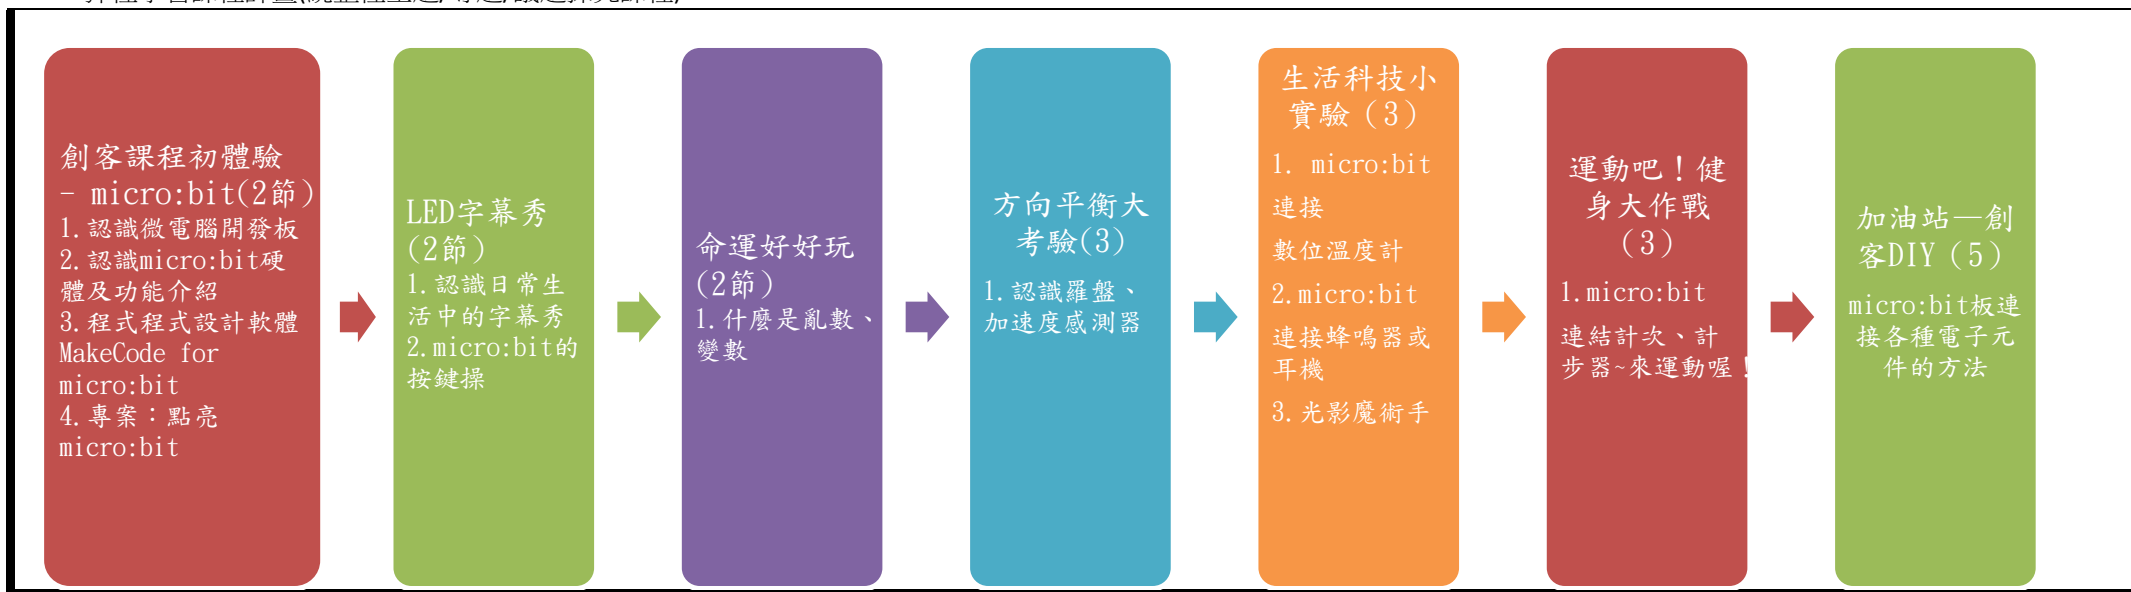 創客課程初體驗
- micro:bit(2節)
1.認識微電腦開發板
2.認識micro:bit硬
體及功能介紹
3.程式程式設計軟體
MakeCode for
micro:bit
4.專案：點亮
micro:bit
LED字幕秀
(2節)
1.認識日常生
活中的字幕秀
2.micro:bit的
按鍵操
命運好好玩
(2節)
1.什麼是亂數、
變數
方向平衡大
考驗(3)
1.認識羅盤、
加速度感測器
生活科技小
實驗（3）
1. micro:bit
連接
數位溫度計
2.micro:bit
連接蜂鳴器或
耳機
3.光影魔術手
運動吧！健
身大作戰
（3）
1.micro:bit
連結計次、計
步器~來運動喔！
加油站—創
客DIY（5）
micro:bit板連
接各種電子元
件的方法